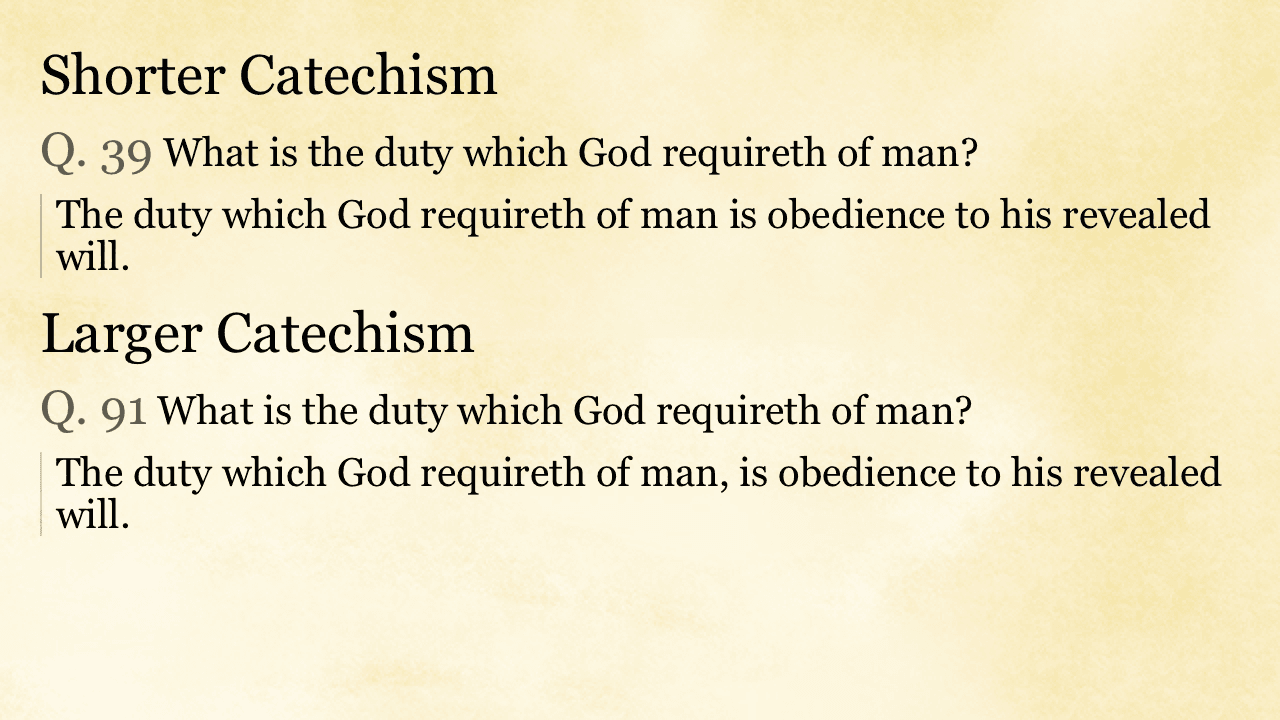 Shorter Catechism
Q. 39 What is the duty which God requireth of man?
The duty which God requireth of man is obedience to his revealed
will.
Larger Catechism
Q. 91 What is the duty which God requireth of man?
The duty which God requireth of man, is obedience to his revealed
will.